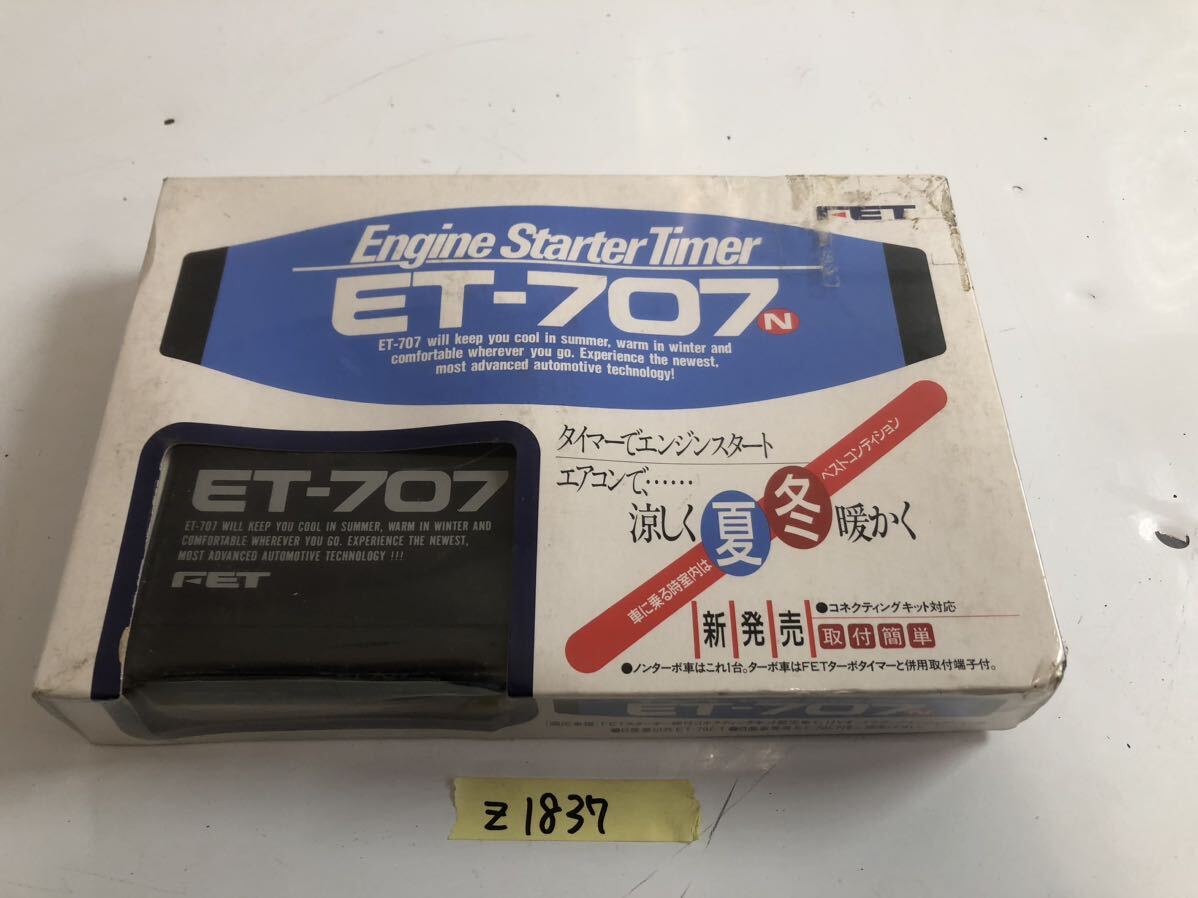 FET
Engine Starter Timer
ET-707 N
ET-707 will keep you cool in summer, warm in winter and
comfortable wherever you go. Experience the newest,
most advanced automotive technology!
ET-707
ET-707 WILL KEEP YOU COOL IN SUMMER, WARM IN WINTER AND
COMFORTABLE WHEREVER YOU GO. EXPERIENCE THE NEWEST,
MOST ADVANCED AUTOMOTIVE TECHNOLOGY !!!
FET
タイマーでエンジンスタート
エアコンで、……
涼しく 夏 冬 暖かく
車に乗る時室内は ベストコンディション
新発売
●コネクティングキット対応
取付簡単
●ノンターボ車はこれ1台。ターボ車はFETターボタイマーと併用取付端子付。
ET-707 N
z1837